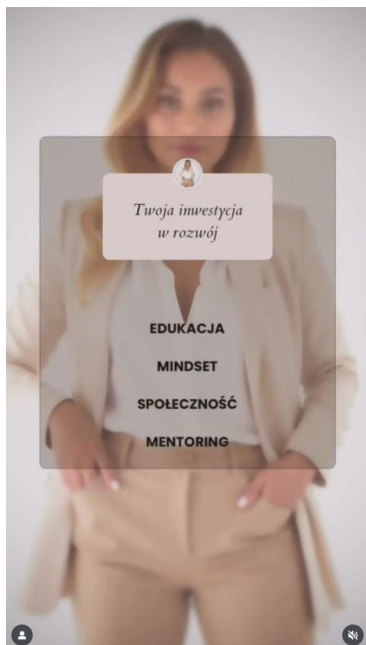 Twoja inwestycja
w rozwój
EDUKACJA
MINDSET
SPOŁECZNOŚĆ
MENTORING